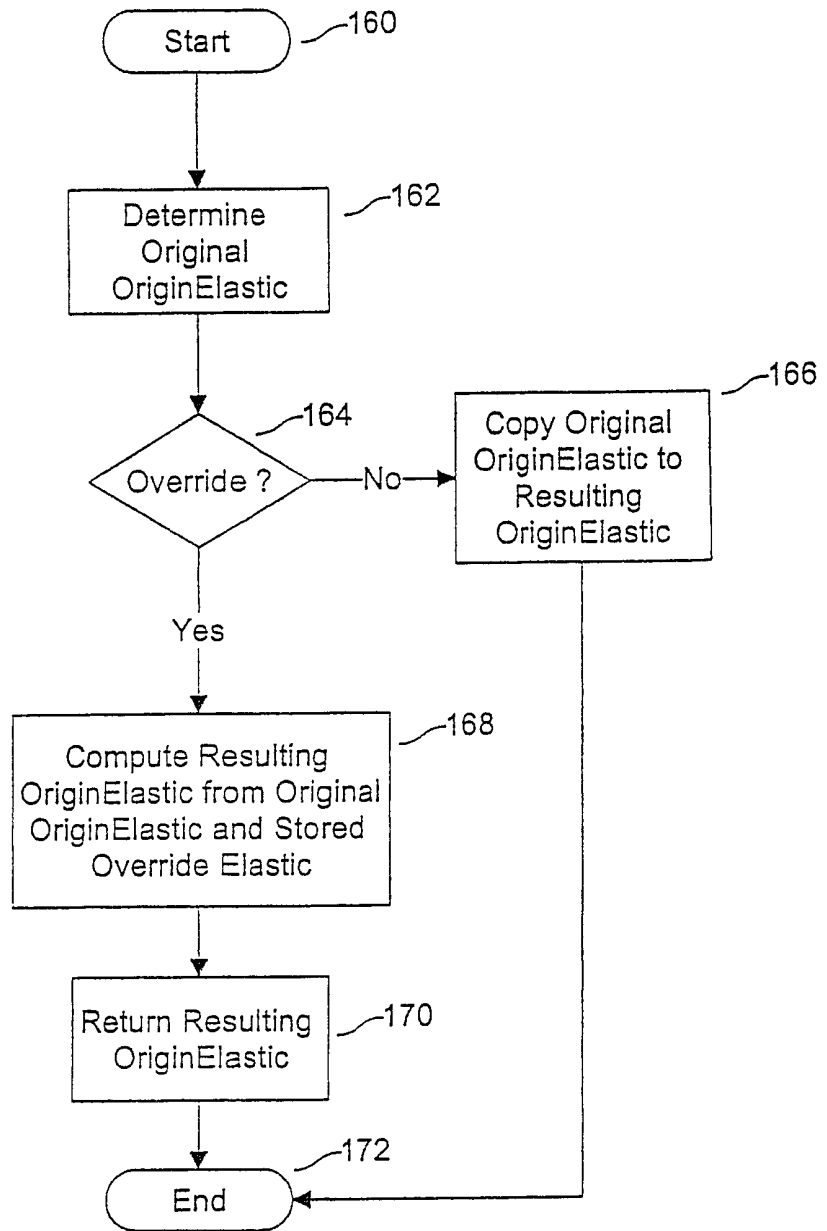 Start
160
162
Determine
Original
OriginElastic
164
Override ?
No
166
Copy Original
OriginElastic to
Resulting
OriginElastic
Yes
168
Compute Resulting
OriginElastic from Original
OriginElastic and Stored
Override Elastic
170
Return Resulting
OriginElastic
172
End